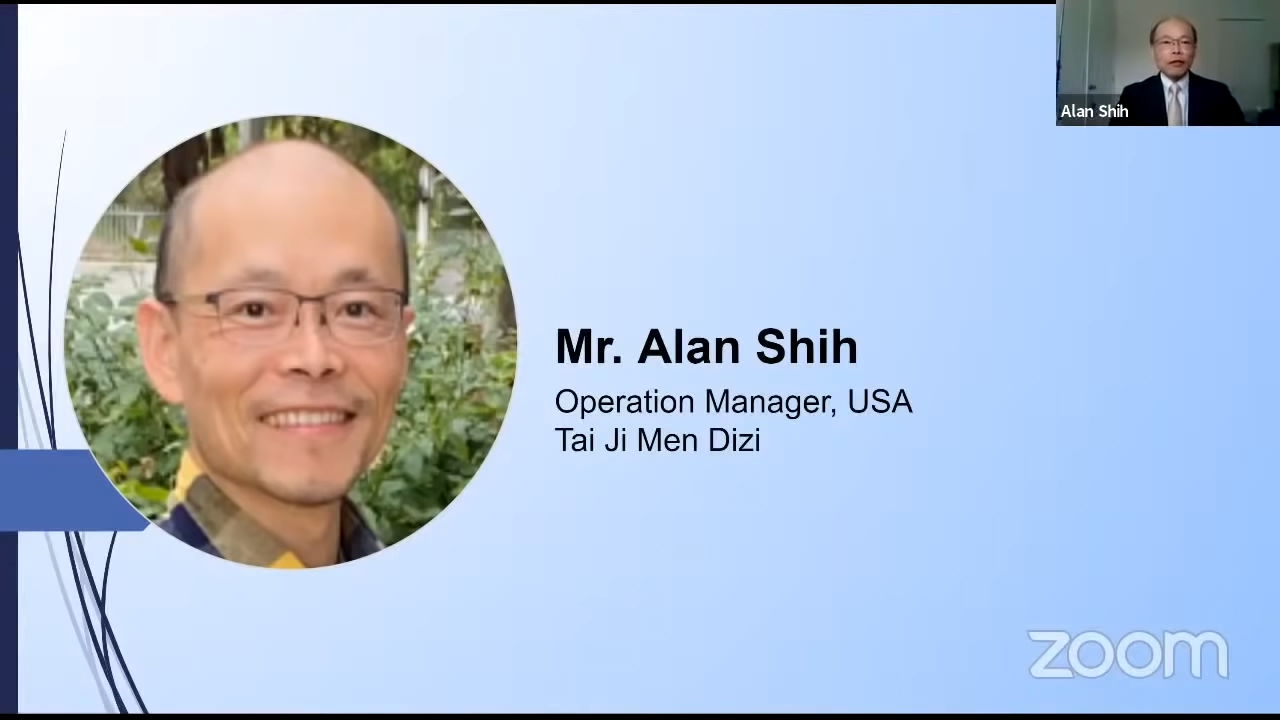 Alan Shih
Mr. Alan Shih
Operation Manager, USA
Tai Ji Men Dizi
zoom